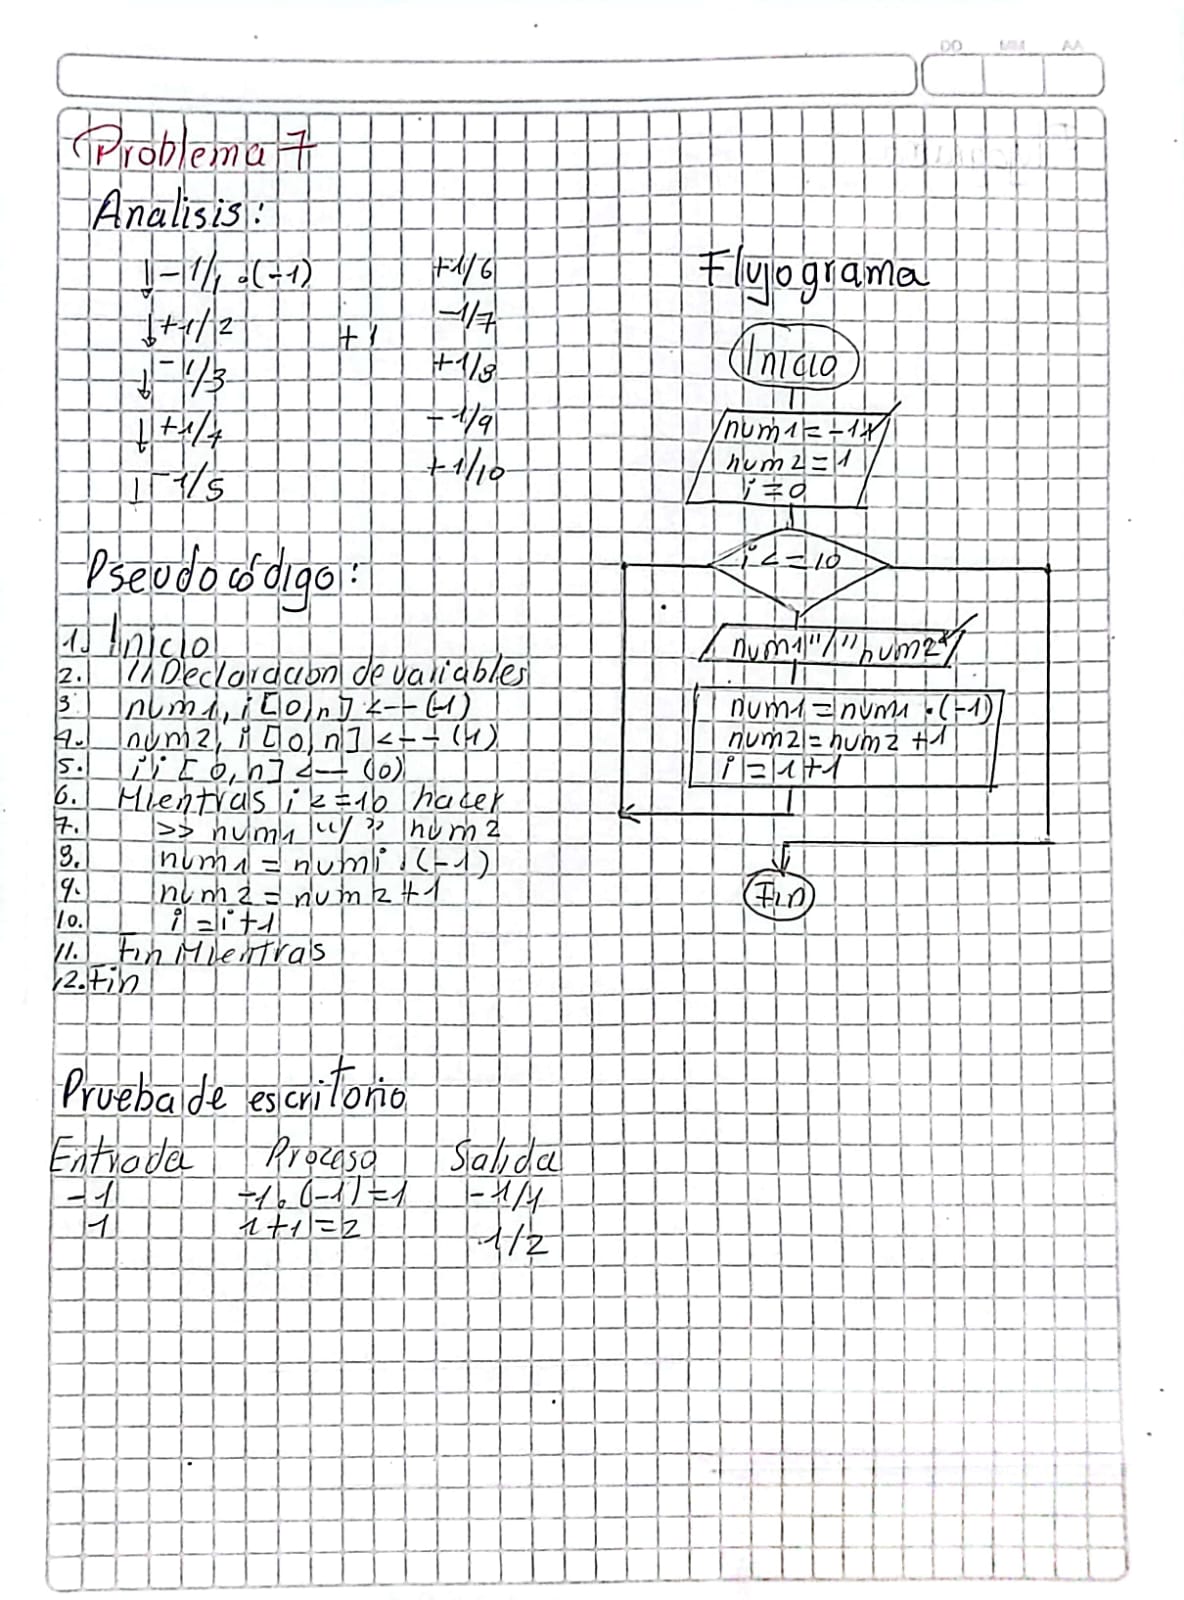 DD MM AA
Problema 7
Analisis:
-1/1 .(-1)
+1/2
-1/3
+1/4
-1/5
+1
+1/6
-1/7
+1/8
-1/9
+1/10
Pseudocódigo:
1. Inicio
2. //Declaracion de variables
3 num1, i [0,n] <-- (-1)
4. num2, i [0,n] <-- (1)
5. i i [0,n] <-- (0)
6. Mientras i <=10 hacer
7. >> num1 "/" num2
8. num1 = num1 .(-1)
9. num2 = num2 +1
10. i = i+1
11. Fin Mientras
12. Fin
Flujograma
Inicio
num1 = -1
num2 = 1
i = 0
i <= 10
num1 "/" num2
num1 = num1 .(-1)
num2 = num2 +1
i = 1+1
Fin
Prueba de escritorio
Entrada Proceso Salida
-1 -1.(-1)=1 -1/1
1 1+1=2 1/2